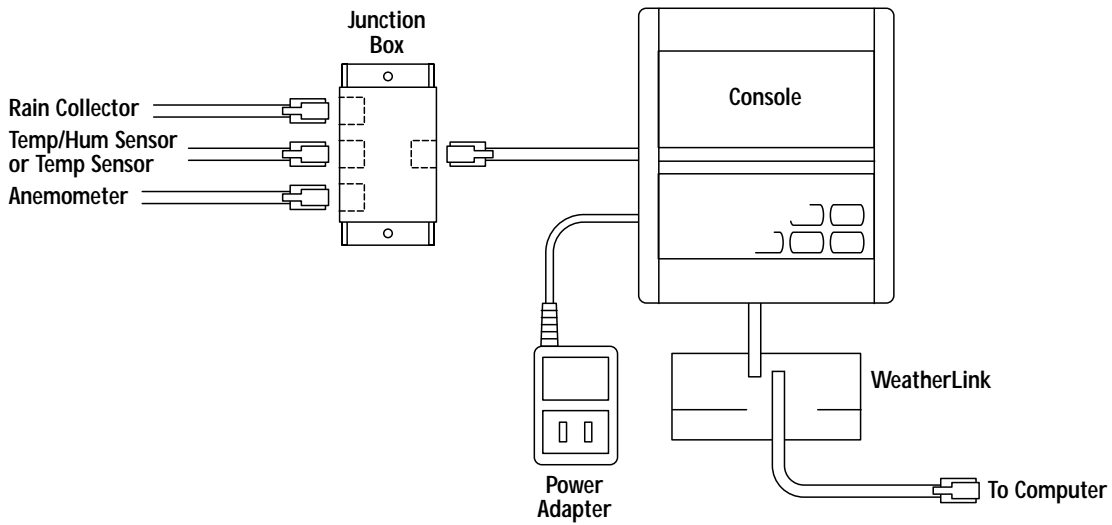 Junction
Box
Console
Rain Collector
Temp/Hum Sensor
or Temp Sensor
Anemometer
WeatherLink
Power
Adapter
To Computer